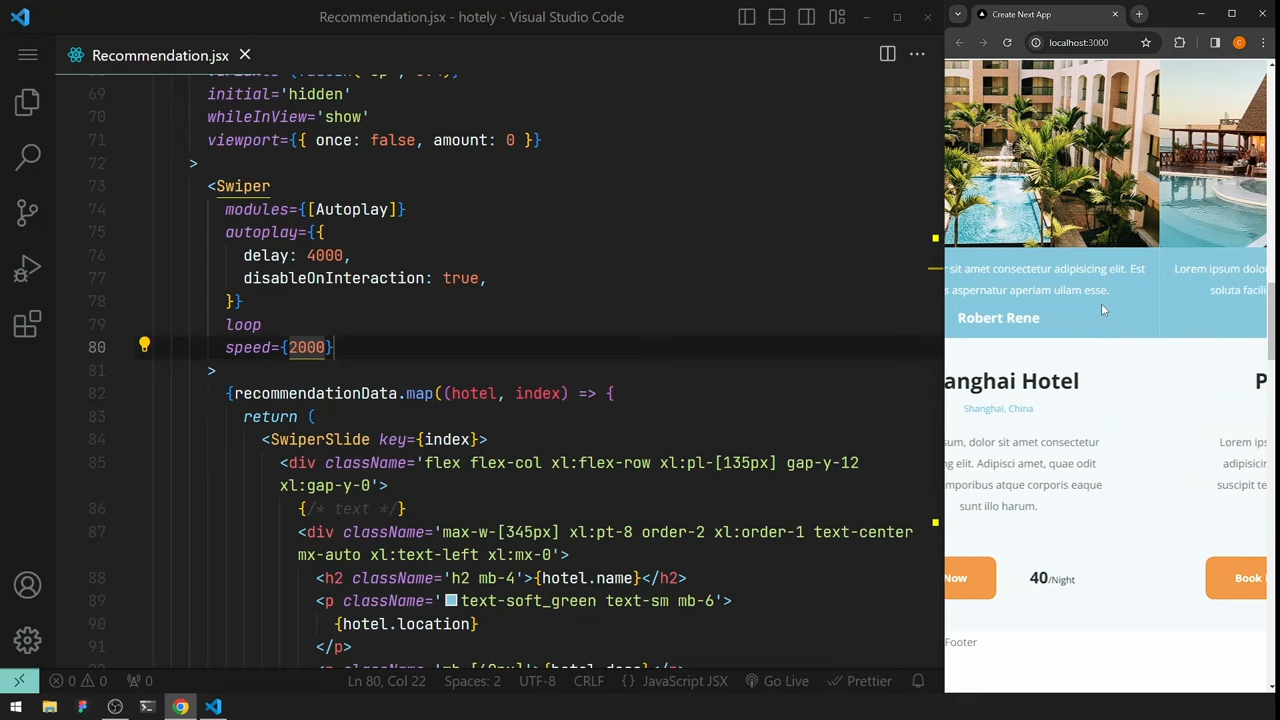 Recommendation.jsx - hotely - Visual Studio Code
Recommendation.jsx
69 initial='hidden'
70 whileInView='show'
71 viewport={{ once: false, amount: 0 }}
72 >
73 <Swiper
74 modules={[Autoplay]}
75 autoplay={{
76 delay: 4000,
77 disableOnInteraction: true,
78 }}
79 loop
80 speed={2000}
81 >
82 {recommendationData.map((hotel, index) => {
83 return (
84 <SwiperSlide key={index}>
85 <div className='flex flex-col xl:flex-row xl:pl-[135px] gap-y-12
xl:gap-y-0'>
86 {/* text */}
87 <div className='max-w-[345px] xl:pt-8 order-2 xl:order-1 text-center
mx-auto xl:text-left xl:mx-0'>
88 <h2 className='h2 mb-4'>{hotel.name}</h2>
89 <p className='text-soft_green text-sm mb-6'>
90 {hotel.location}
91 </p>
0 0
0
Ln 80, Col 22
Spaces: 2
UTF-8
CRLF
{} JavaScript JSX
Go Live
Prettier
Create Next App
localhost:3000
C
sit amet consectetur adipisicing elit. Est
aspernatur aperiam ullam esse.
Robert Rene
Lorem ipsum dolo
soluta facili
anghai Hotel
Shanghai, China
sum, dolor sit amet consectetur
g elit. Adipisci amet, quae odit
mporibus atque corporis eaque
sunt illo harum.
Now
40/Night
P
Lorem ips
adipisicin
suscipit te
Book
Footer